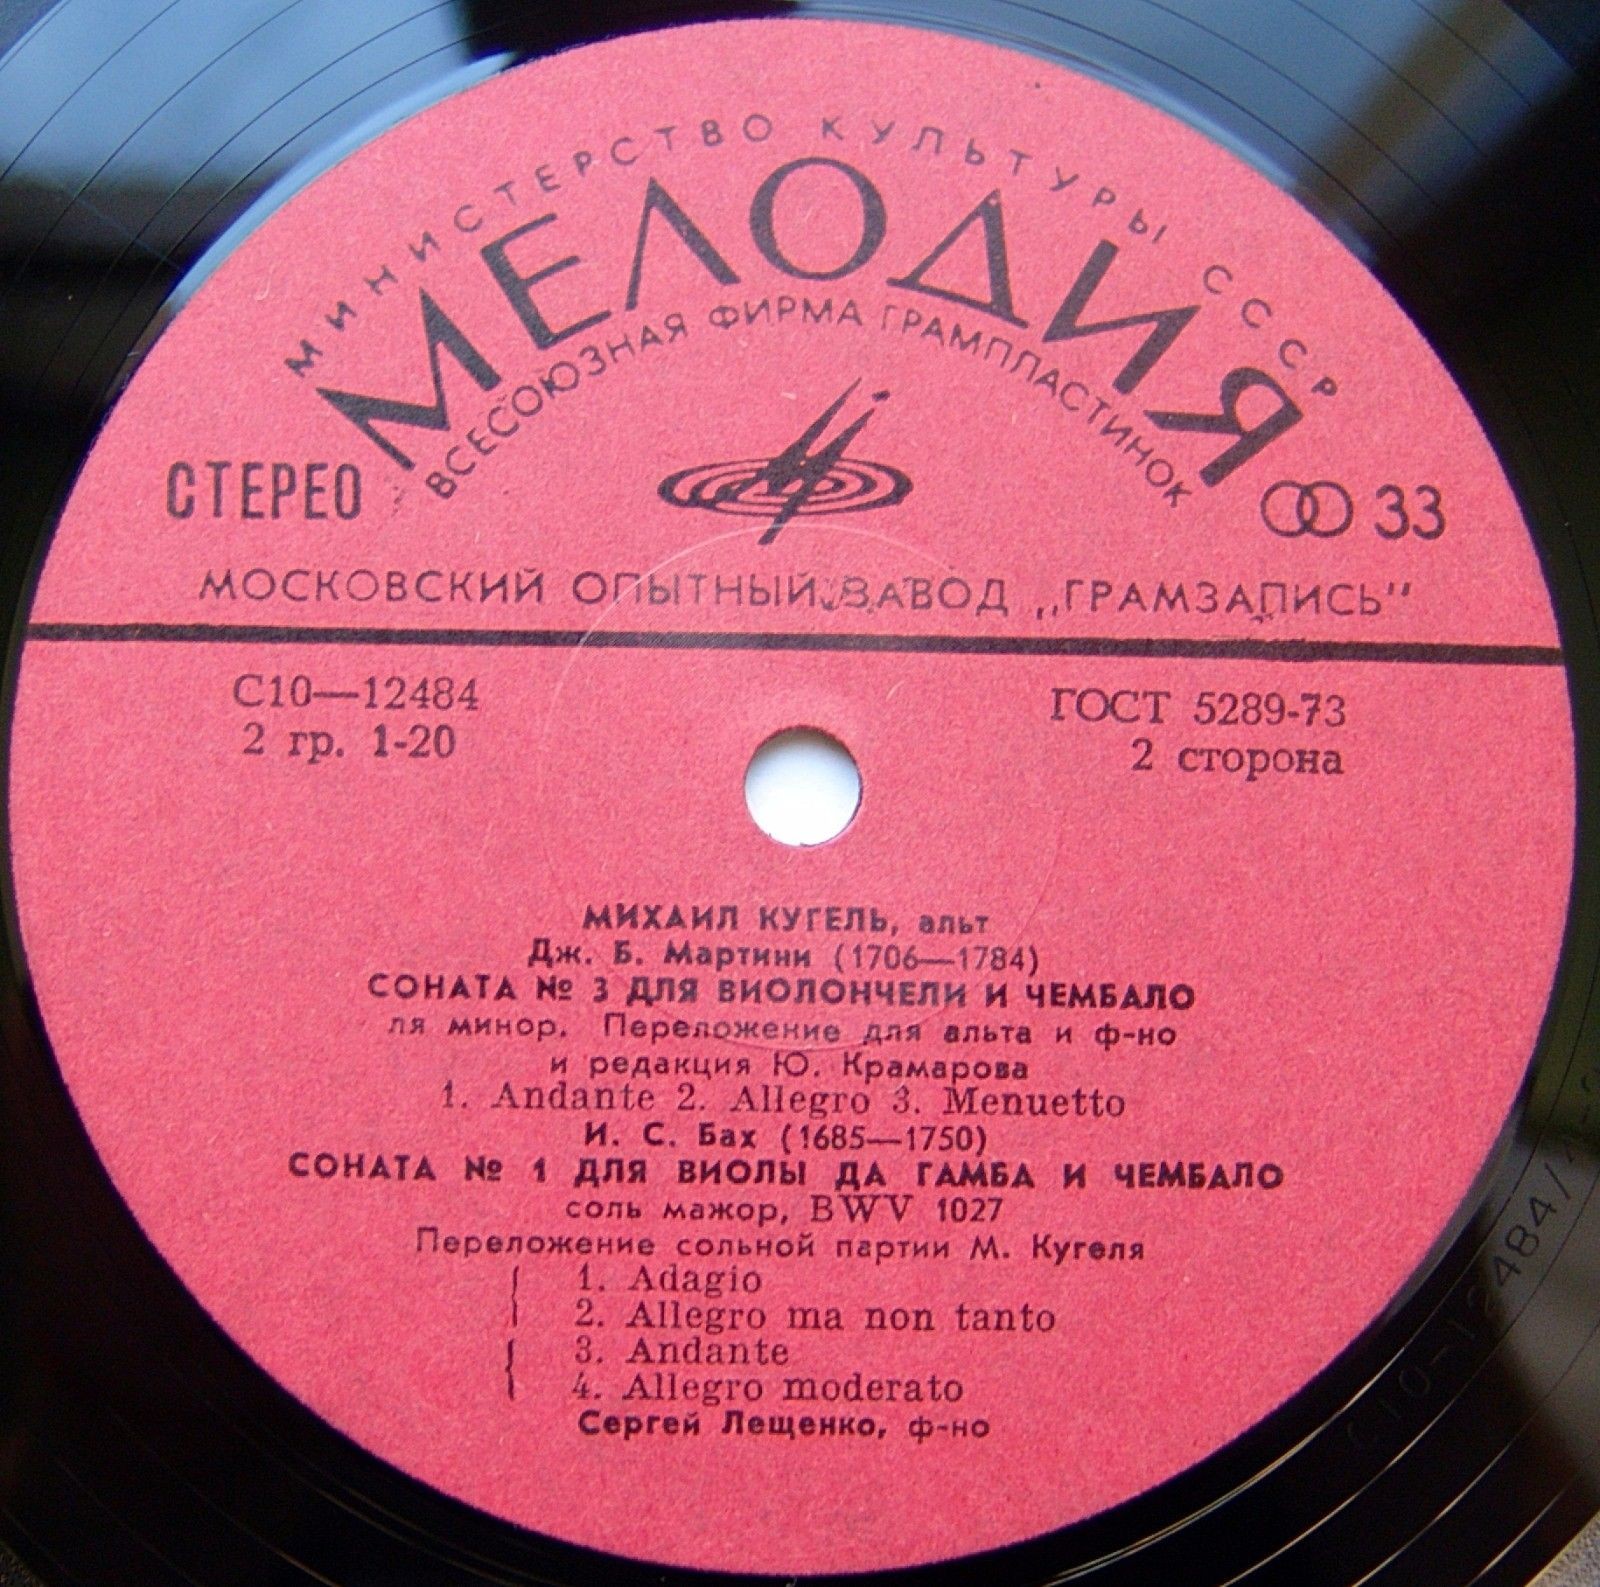 МИНИСТЕРСТВО КУЛЬТУРЫ СССР
МЕЛОДИЯ
ВСЕСОЮЗНАЯ ФИРМА ГРАМПЛАСТИНОК
СТЕРЕО
33
МОСКОВСКИЙ ОПЫТНЫЙ ЗАВОД „ГРАМЗАПИСЬ"
С10—12484
ГОСТ 5289-73
2 гр. 1-20
2 сторона
МИХАИЛ КУГЕЛЬ, альт
Дж. Б. Мартини (1706—1784)
СОНАТА № 3 ДЛЯ ВИОЛОНЧЕЛИ И ЧЕМБАЛО
ля минор. Переложение для альта и ф-но
и редакция Ю. Крамарова
1. Andante 2. Allegro 3. Menuetto
И. С. Бах (1685—1750)
СОНАТА № 1 ДЛЯ ВИОЛЫ ДА ГАМБА И ЧЕМБАЛО
соль мажор, BWV 1027
Переложение сольной партии М. Кугеля
1. Adagio
2. Allegro ma non tanto
3. Andante
4. Allegro moderato
Сергей Лещенко, ф-но
С10-12484/